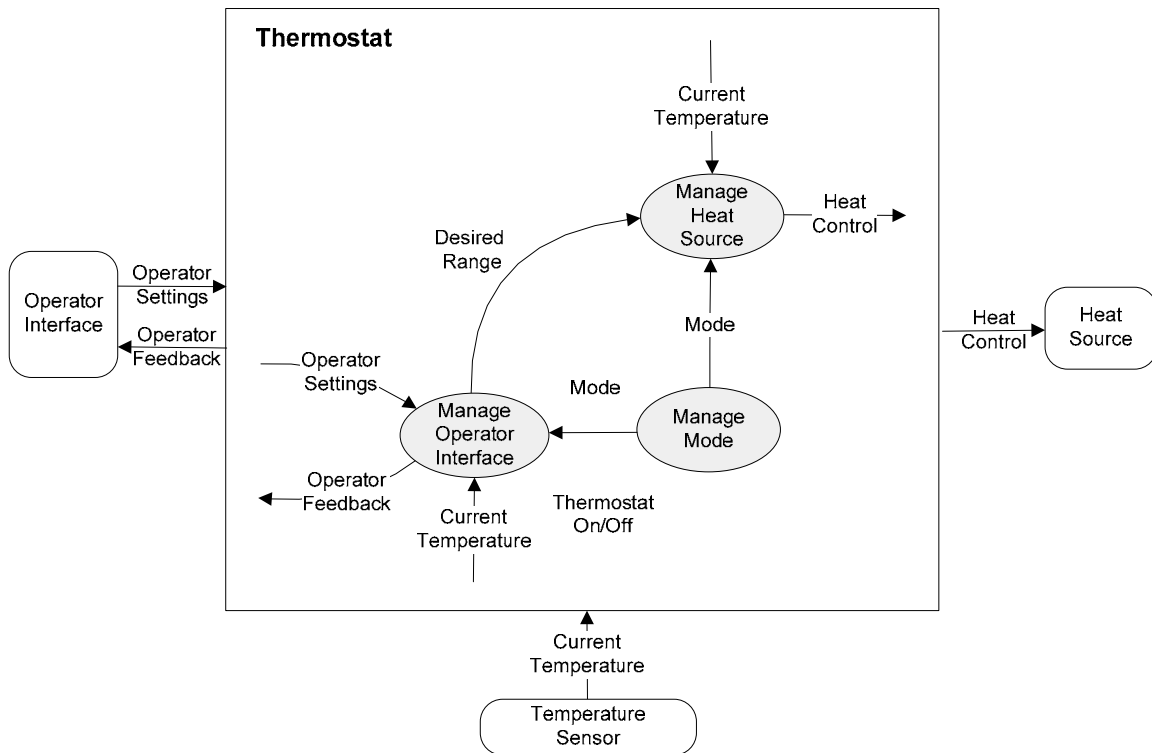 Thermostat
Current
Temperature
Manage
Heat
Source
Heat
Control
Desired
Range
Operator
Interface
Operator
Settings
Operator
Feedback
Mode
Heat
Control
Heat
Source
Operator
Settings
Mode
Manage
Operator
Interface
Manage
Mode
Operator
Feedback
Current
Temperature
Thermostat
On/Off
Current
Temperature
Temperature
Sensor